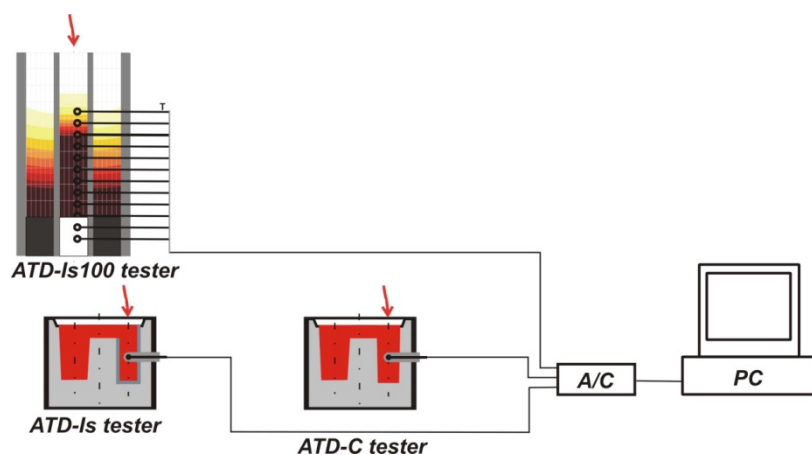 T
ATD-Is100 tester
ATD-Is tester
ATD-C tester
A/C
PC